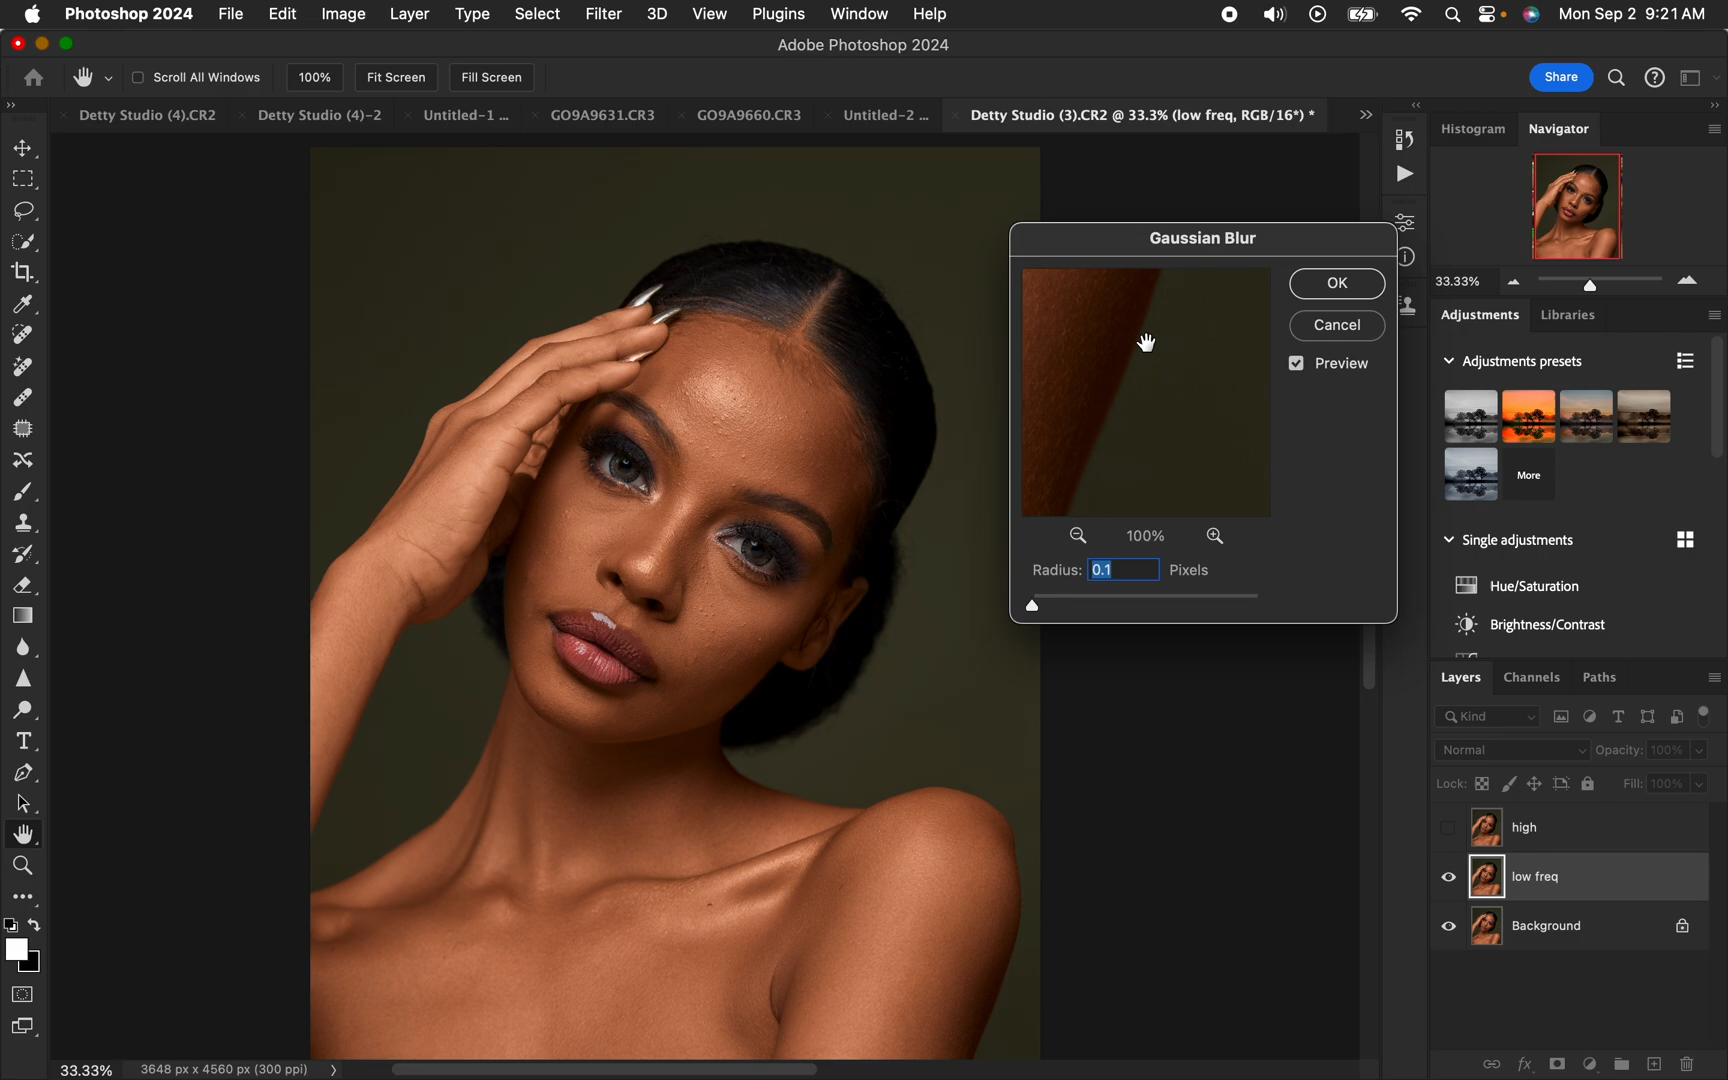 Photoshop 2024 File Edit Image Layer Type Select Filter 3D View Plugins Window Help Mon Sep 2 9:21 AM
Adobe Photoshop 2024
Scroll All Windows 100% Fit Screen Fill Screen Share
Detty Studio (4).CR2 Detty Studio (4)-2 Untitled-1 ... GO9A9631.CR3 GO9A9660.CR3 Untitled-2 ... Detty Studio (3).CR2 @ 33.3% (low freq, RGB/16*) *
Histogram Navigator
33.33%
Gaussian Blur
OK
Cancel
Preview
100%
Radius: 0.1 Pixels
Adjustments Libraries
Adjustments presets
More
Single adjustments
Hue/Saturation
Brightness/Contrast
Layers Channels Paths
Kind
Normal Opacity: 100%
Lock: Fill: 100%
high
low freq
Background
33.33% 3648 px x 4560 px (300 ppi)